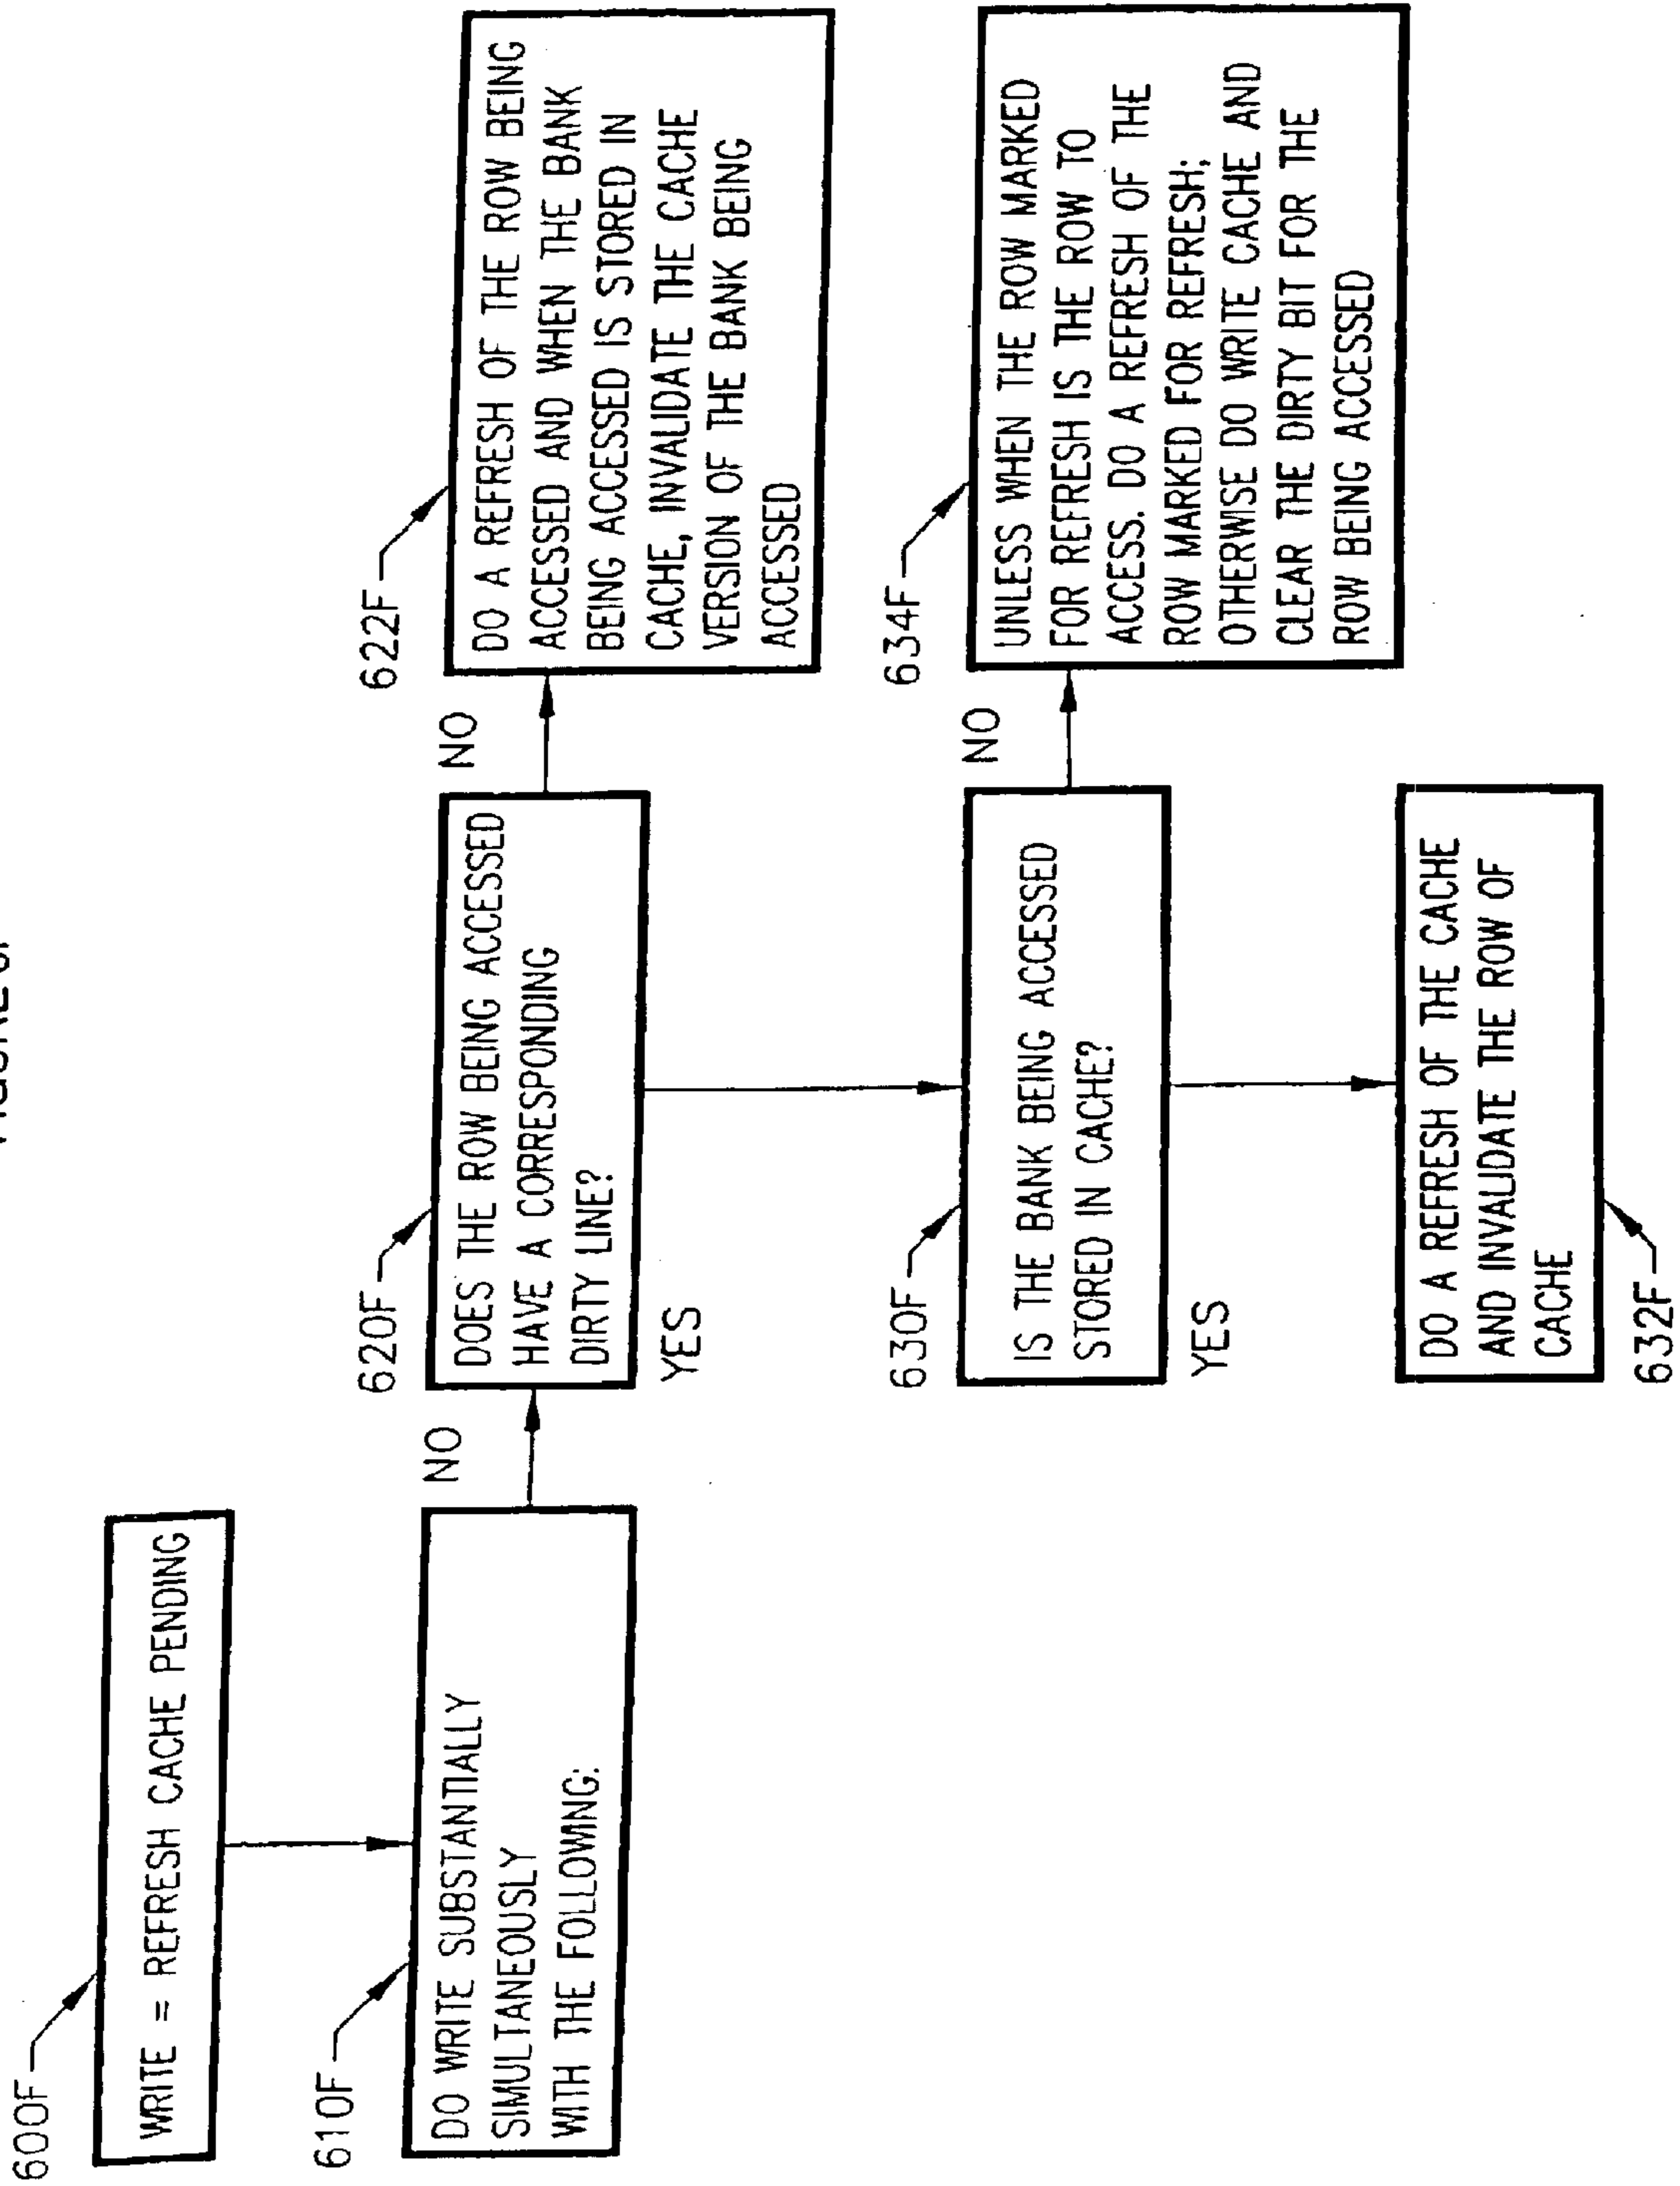 600F
WRITE = REFRESH CACHE PENDING
610F
DO WRITE SUBSTANTIALLY
SIMULTANEOUSLY
WITH THE FOLLOWING:
NO
620F
DOES THE ROW BEING ACCESSED
HAVE A CORRESPONDING
DIRTY LINE?
YES
NO
622F
DO A REFRESH OF THE ROW BEING
ACCESSED AND WHEN THE BANK
BEING ACCESSED IS STORED IN
CACHE, INVALIDATE THE CACHE
VERSION OF THE BANK BEING
ACCESSED
630F
IS THE BANK BEING ACCESSED
STORED IN CACHE?
YES
NO
634F
UNLESS WHEN THE ROW MARKED
FOR REFRESH IS THE ROW TO
ACCESS. DO A REFRESH OF THE
ROW MARKED FOR REFRESH;
OTHERWISE DO WRITE CACHE AND
CLEAR THE DIRTY BIT FOR THE
ROW BEING ACCESSED
DO A REFRESH OF THE CACHE
AND INVALIDATE THE ROW OF
CACHE
632F